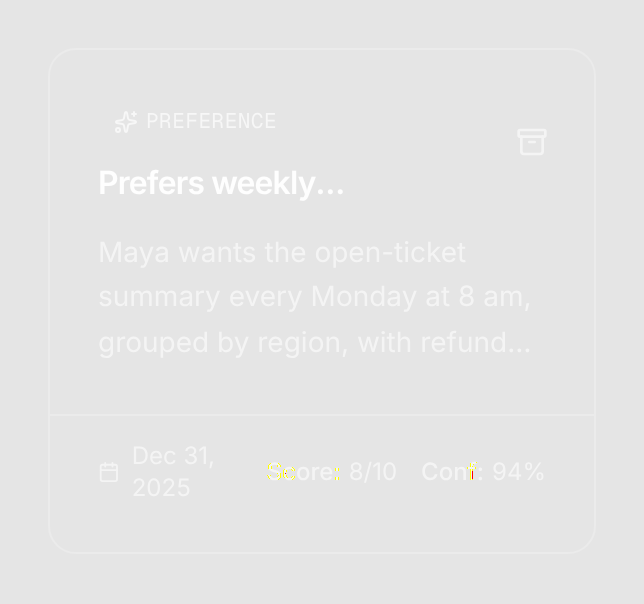 PREFERENCE
Prefers weekly...
Maya wants the open-ticket
summary every Monday at 8 am,
grouped by region, with refund...
Dec 31,
2025
Score: 8/10
Conf: 94%